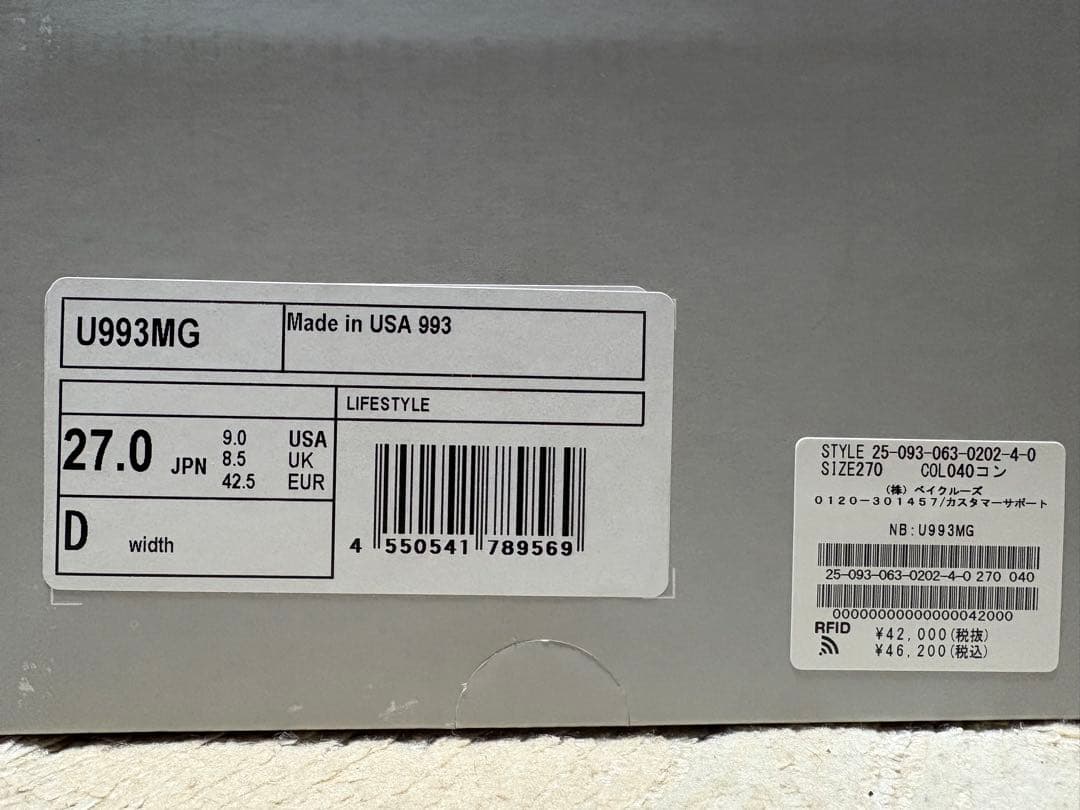 U993MG
Made in USA 993
LIFESTYLE
27.0 JPN
9.0 USA
8.5 UK
42.5 EUR
D width
4 550541 789569
STYLE 25-093-063-0202-4-0
SIZE270 COL040コン
(株) ベイクルーズ
0120-301457/カスタマーサポート
NB:U993MG
25-093-063-0202-4-0 270 040
00000000000000042000
RFID
¥42,000(税抜)
¥46,200(税込)